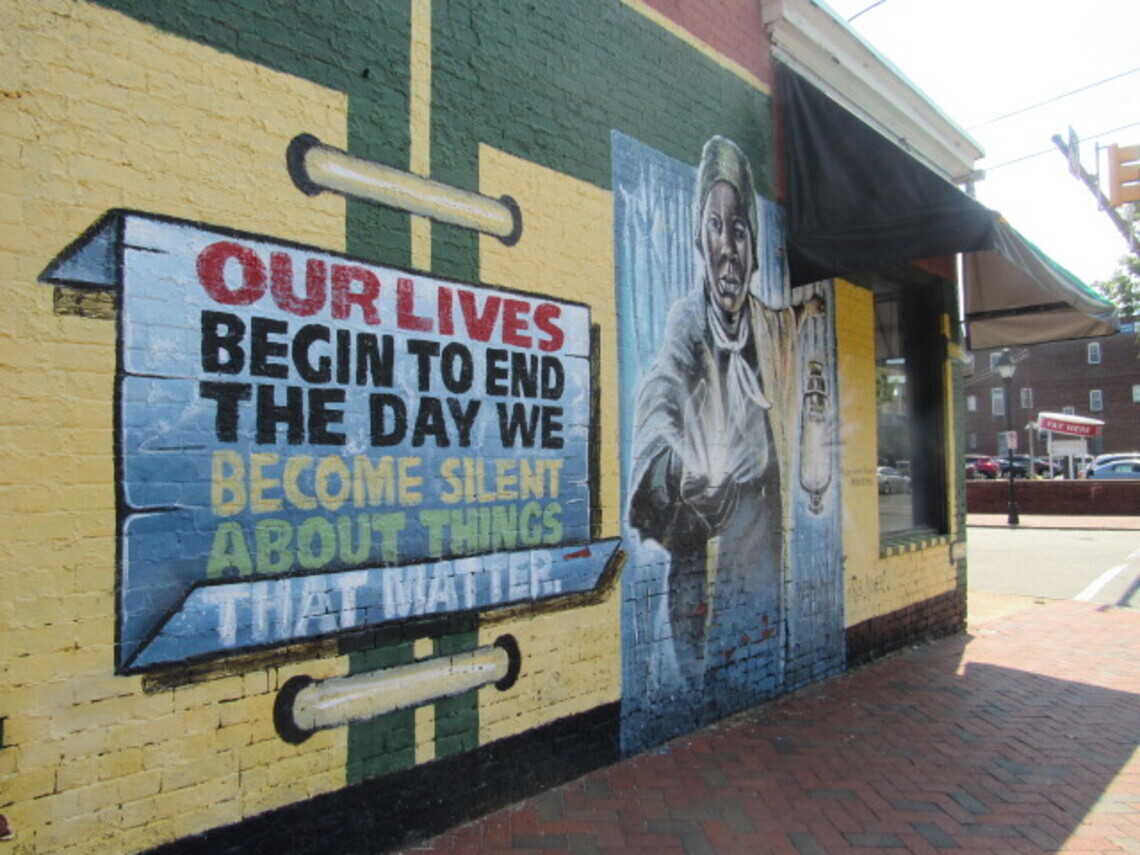 OUR LIVES
BEGIN TO END
THE DAY WE
BECOME SILENT
ABOUT THINGS
THAT MATTER.
PAY HERE